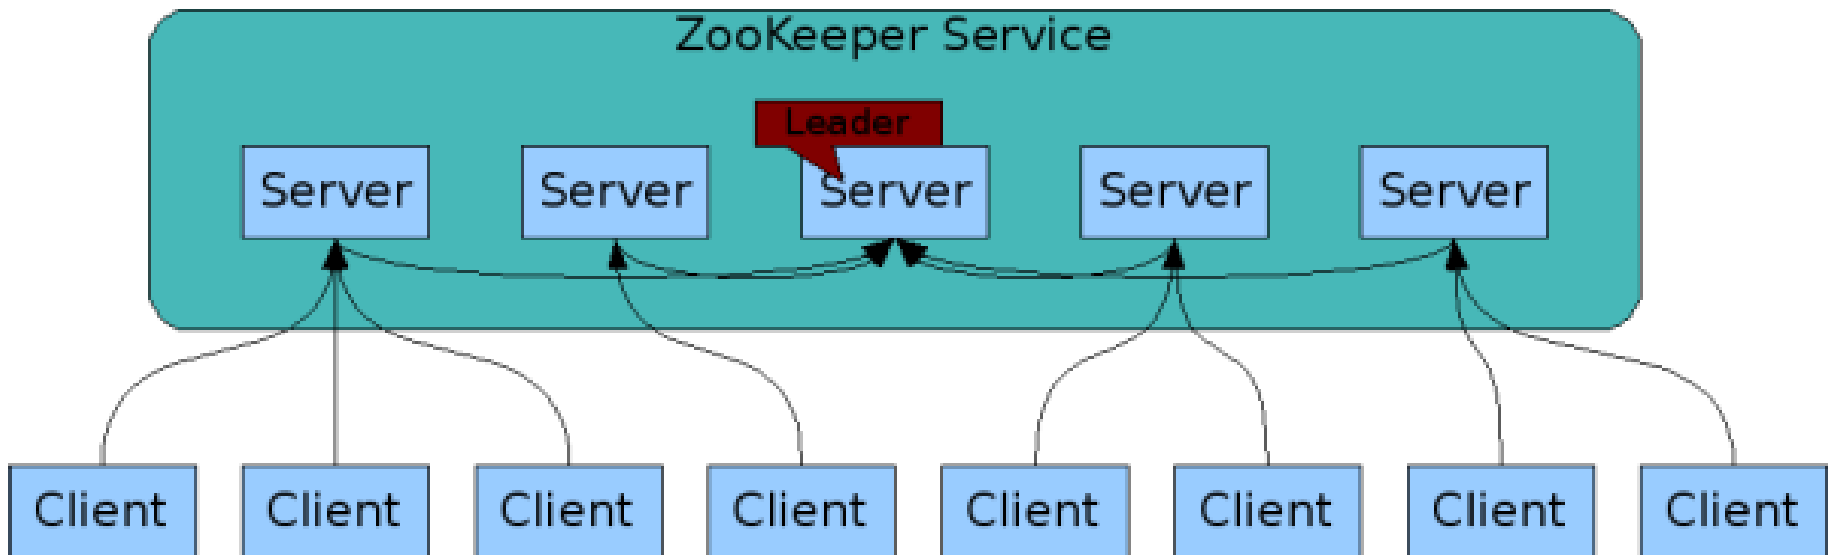 ZooKeeper Service
Leader
Server Server Server Server Server
Client Client Client Client Client Client Client Client